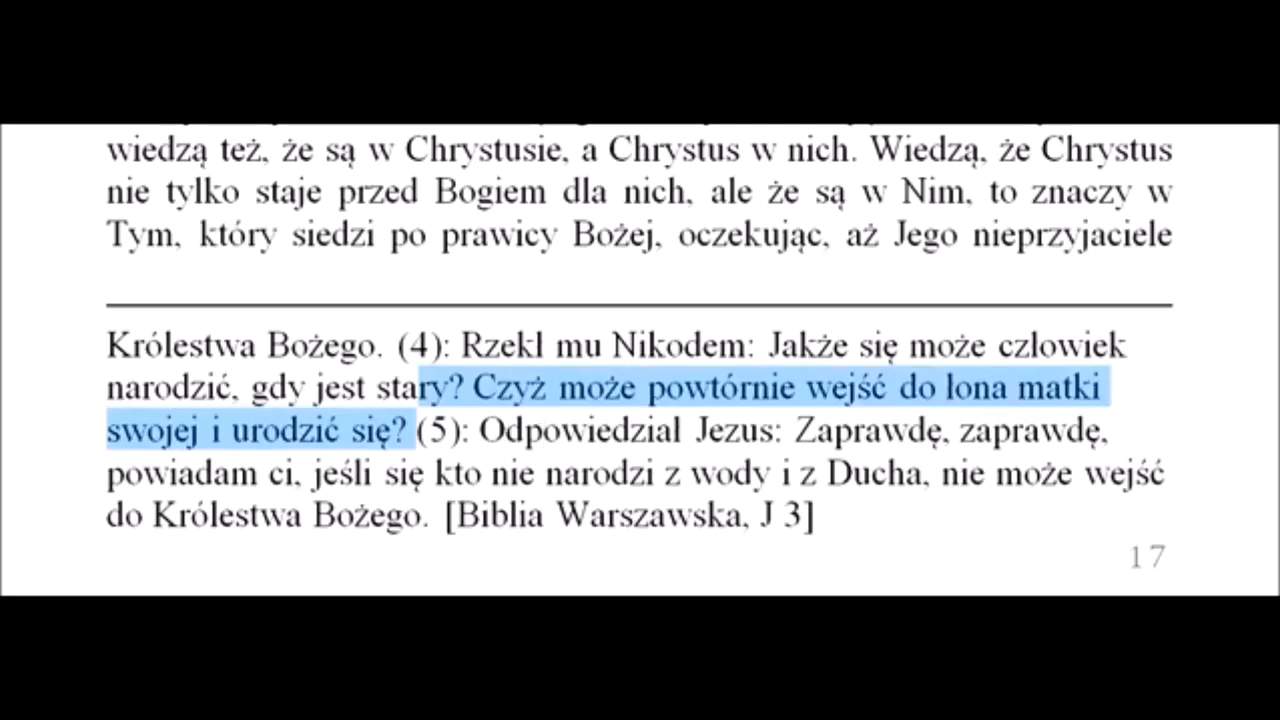 wiedzą też, że są w Chrystusie, a Chrystus w nich. Wiedzą, że Chrystus
nie tylko staje przed Bogiem dla nich, ale że są w Nim, to znaczy w
Tym, który siedzi po prawicy Bożej, oczekując, aż Jego nieprzyjaciele
Królestwa Bożego. (4): Rzekł mu Nikodem: Jakże się może człowiek
narodzić, gdy jest stary? Czyż może powtórnie wejść do łona matki
swojej i urodzić się? (5): Odpowiedział Jezus: Zaprawdę, zaprawdę,
powiadam ci, jeśli się kto nie narodzi z wody i z Ducha, nie może wejść
do Królestwa Bożego. [Biblia Warszawska, J 3]
17